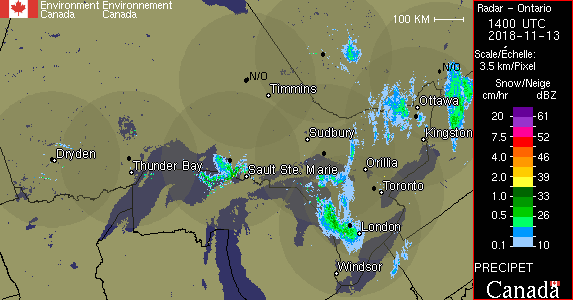 Environment Environnement
Canada Canada
100 KM
N/O
Timmins
N/O
Ottawa
Sudbury
Kingston
Dryden
Thunder Bay
Sault Ste. Marie
Orillia
Toronto
London
Windsor
Radar - Ontario
1400 UTC
2018-11-13
Scale/Échelle:
3.5 km/Pixel
Snow/Neige
cm/hr dBZ
20 61
7.5 52
4.0 46
2.0 39
1.0 33
0.5 26
0.1 10
PRECIPET
Canada